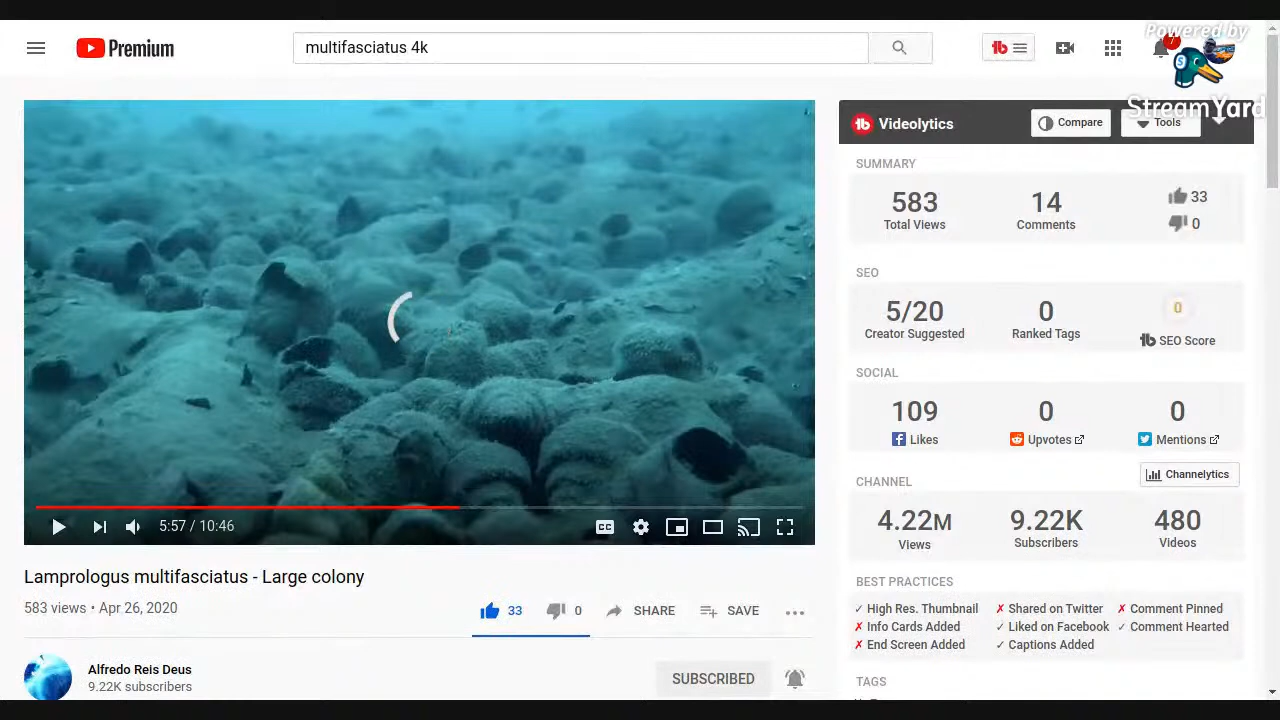 Powered by
StreamYard
Premium
multifasciatus 4k
7
Videolytics
Compare
Tools
SUMMARY
583
Total Views
14
Comments
33
0
SEO
5/20
Creator Suggested
0
Ranked Tags
0
SEO Score
SOCIAL
109
Likes
0
Upvotes
0
Mentions
CHANNEL
Channelytics
4.22M
Views
9.22K
Subscribers
480
Videos
BEST PRACTICES
✓ High Res. Thumbnail ✗ Shared on Twitter ✗ Comment Pinned
✗ Info Cards Added ✓ Liked on Facebook ✓ Comment Hearted
✗ End Screen Added ✓ Captions Added
TAGS
5:57 / 10:46
CC
Lamprologus multifasciatus - Large colony
583 views • Apr 26, 2020
33 0 SHARE SAVE
Alfredo Reis Deus
9.22K subscribers
SUBSCRIBED